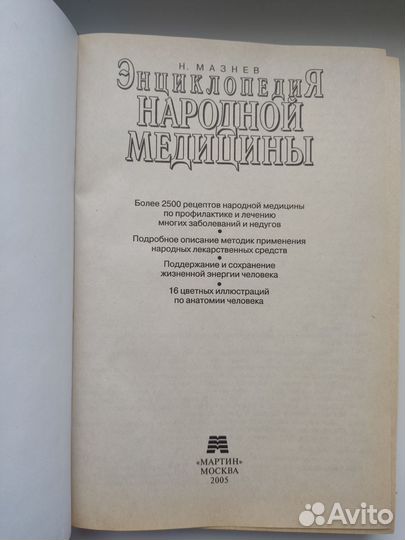 Н. МАЗНЕВ
ЭНЦИКЛОПЕДИЯ
НАРОДНОЙ
МЕДИЦИНЫ
Более 2500 рецептов народной медицины
по профилактике и лечению
многих заболеваний и недугов
•
Подробное описание методик применения
народных лекарственных средств
•
Поддержание и сохранение
жизненной энергии человека
•
16 цветных иллюстраций
по анатомии человека
«МАРТИН»
МОСКВА
2005
Avito